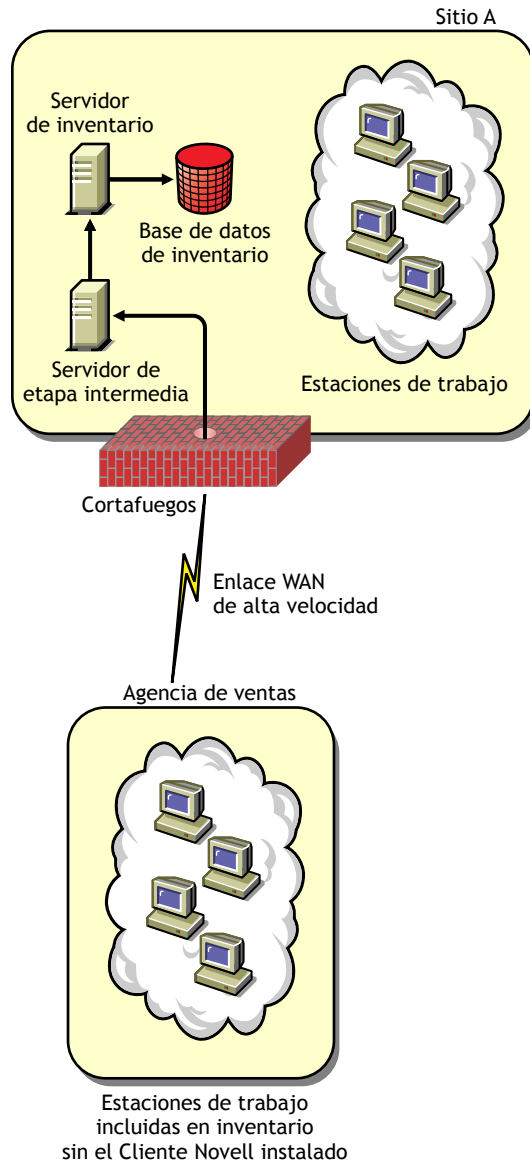 Sitio A
Servidor
de inventario
Base de datos
de inventario
Servidor de
etapa intermedia
Estaciones de trabajo
Cortafuegos
Enlace WAN
de alta velocidad
Agencia de ventas
Estaciones de trabajo
incluidas en inventario
sin el Cliente Novell instalado